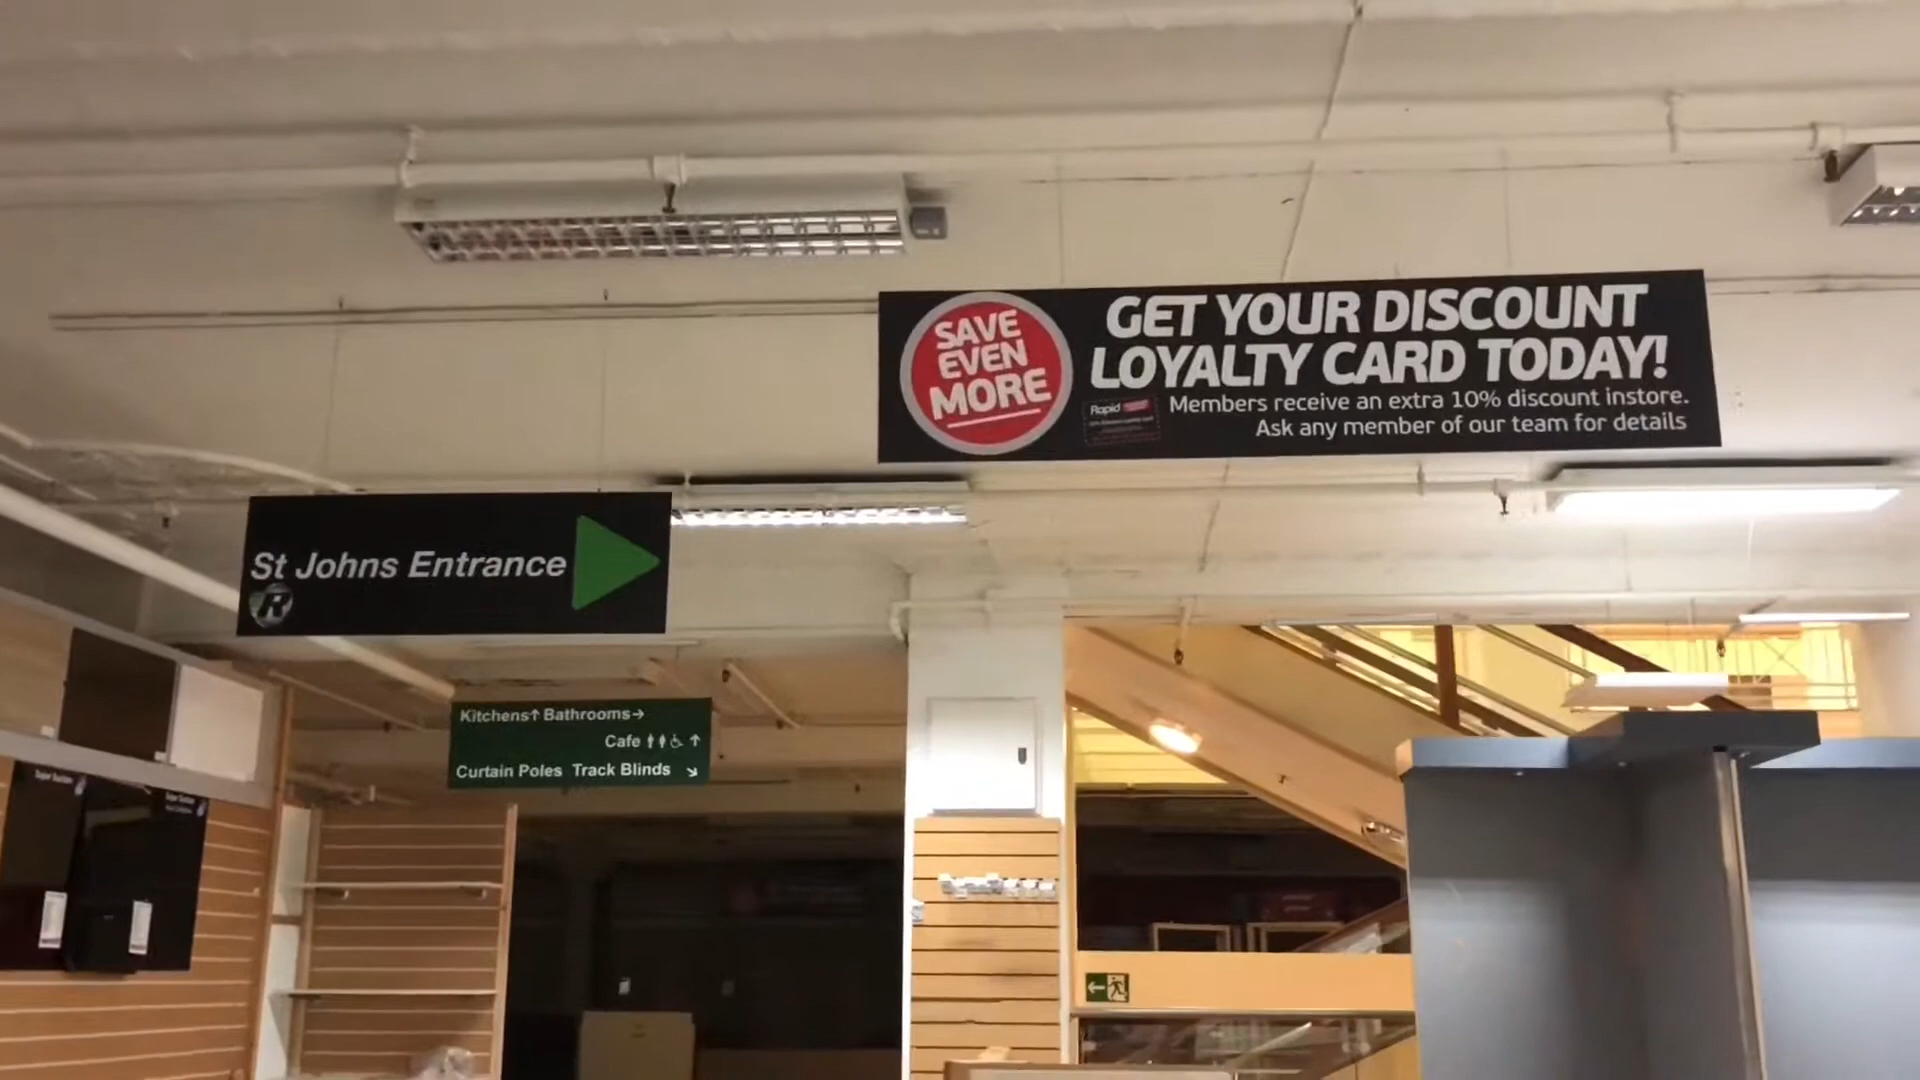 SAVE
EVEN
MORE
GET YOUR DISCOUNT
LOYALTY CARD TODAY!
Rapid
Members receive an extra 10% discount instore.
Ask any member of our team for details
St Johns Entrance
R
Kitchens↑ Bathrooms→
Cafe ↑
Curtain Poles Track Blinds ↘